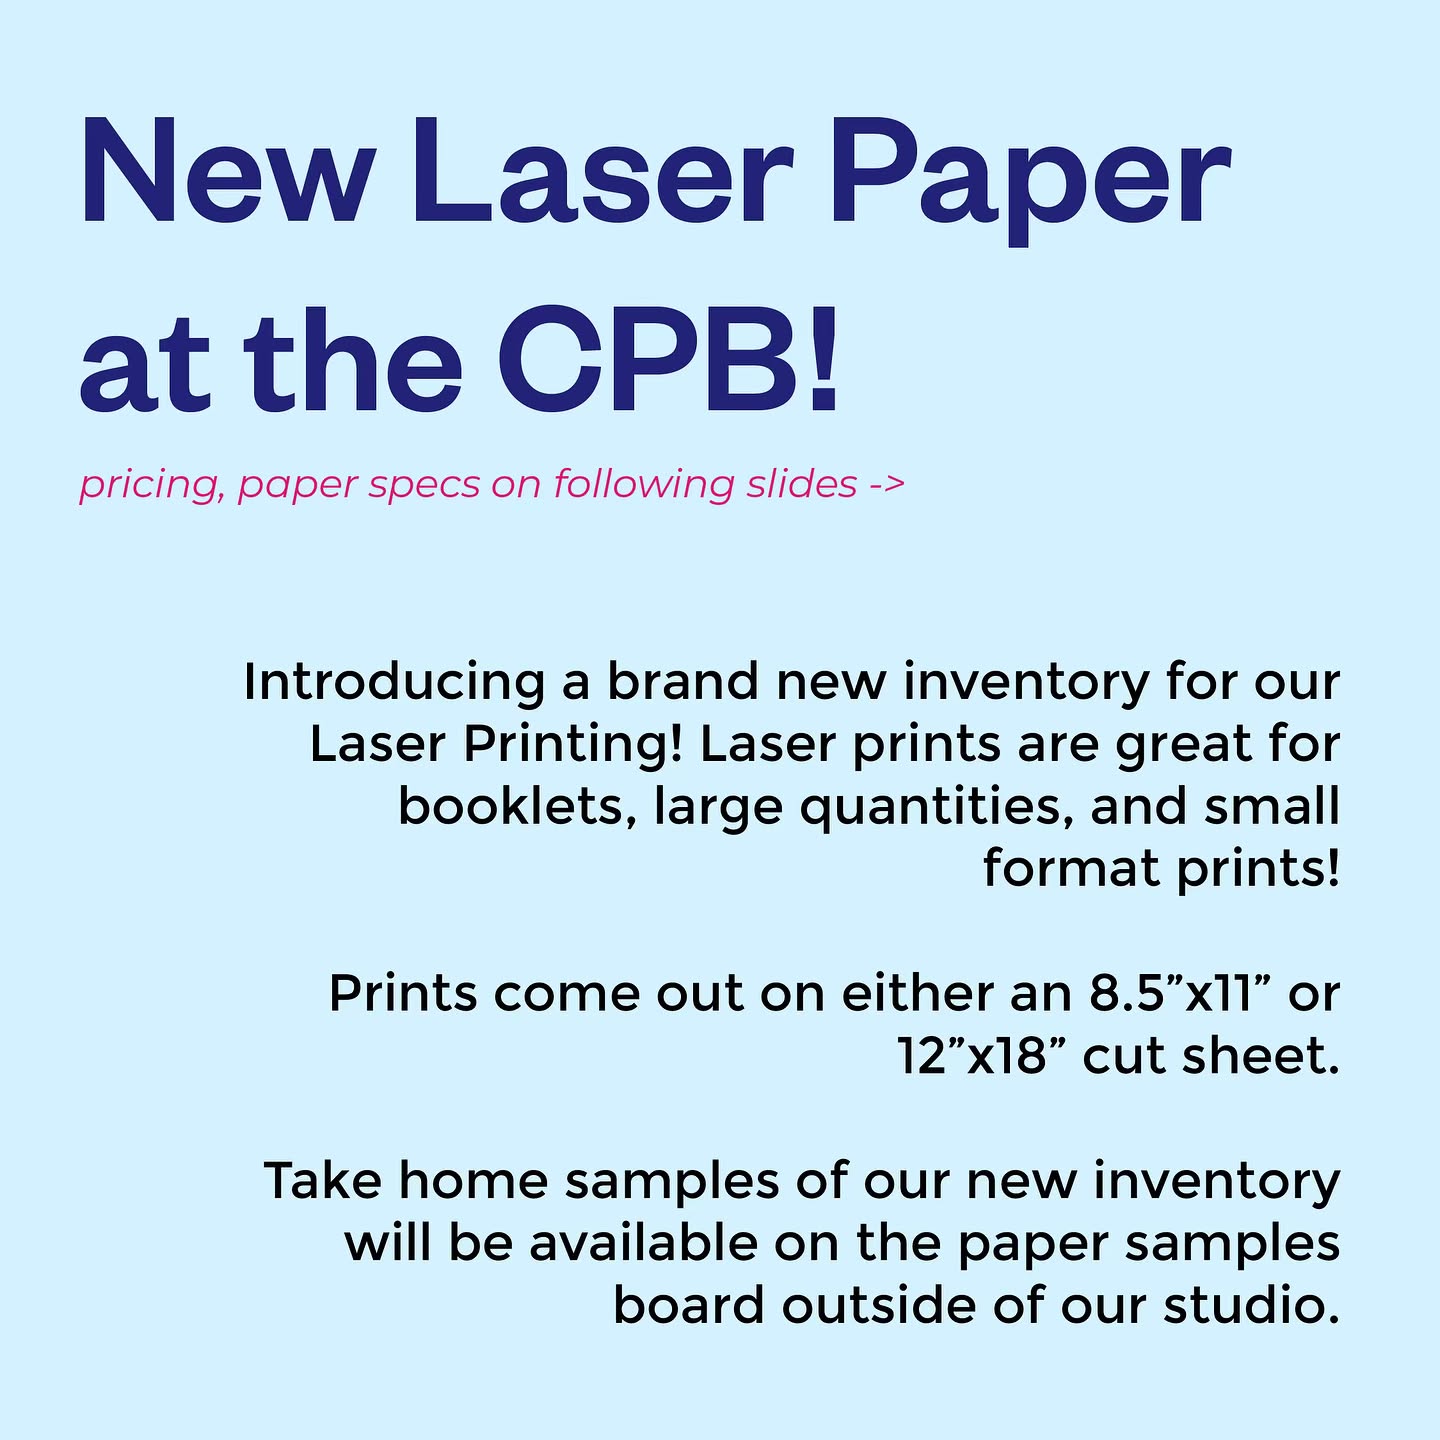 New Laser Paper
at the CPB!
pricing, paper specs on following slides ->
Introducing a brand new inventory for our
Laser Printing! Laser prints are great for
booklets, large quantities, and small
format prints!
Prints come out on either an 8.5”x11” or
12”x18” cut sheet.
Take home samples of our new inventory
will be available on the paper samples
board outside of our studio.